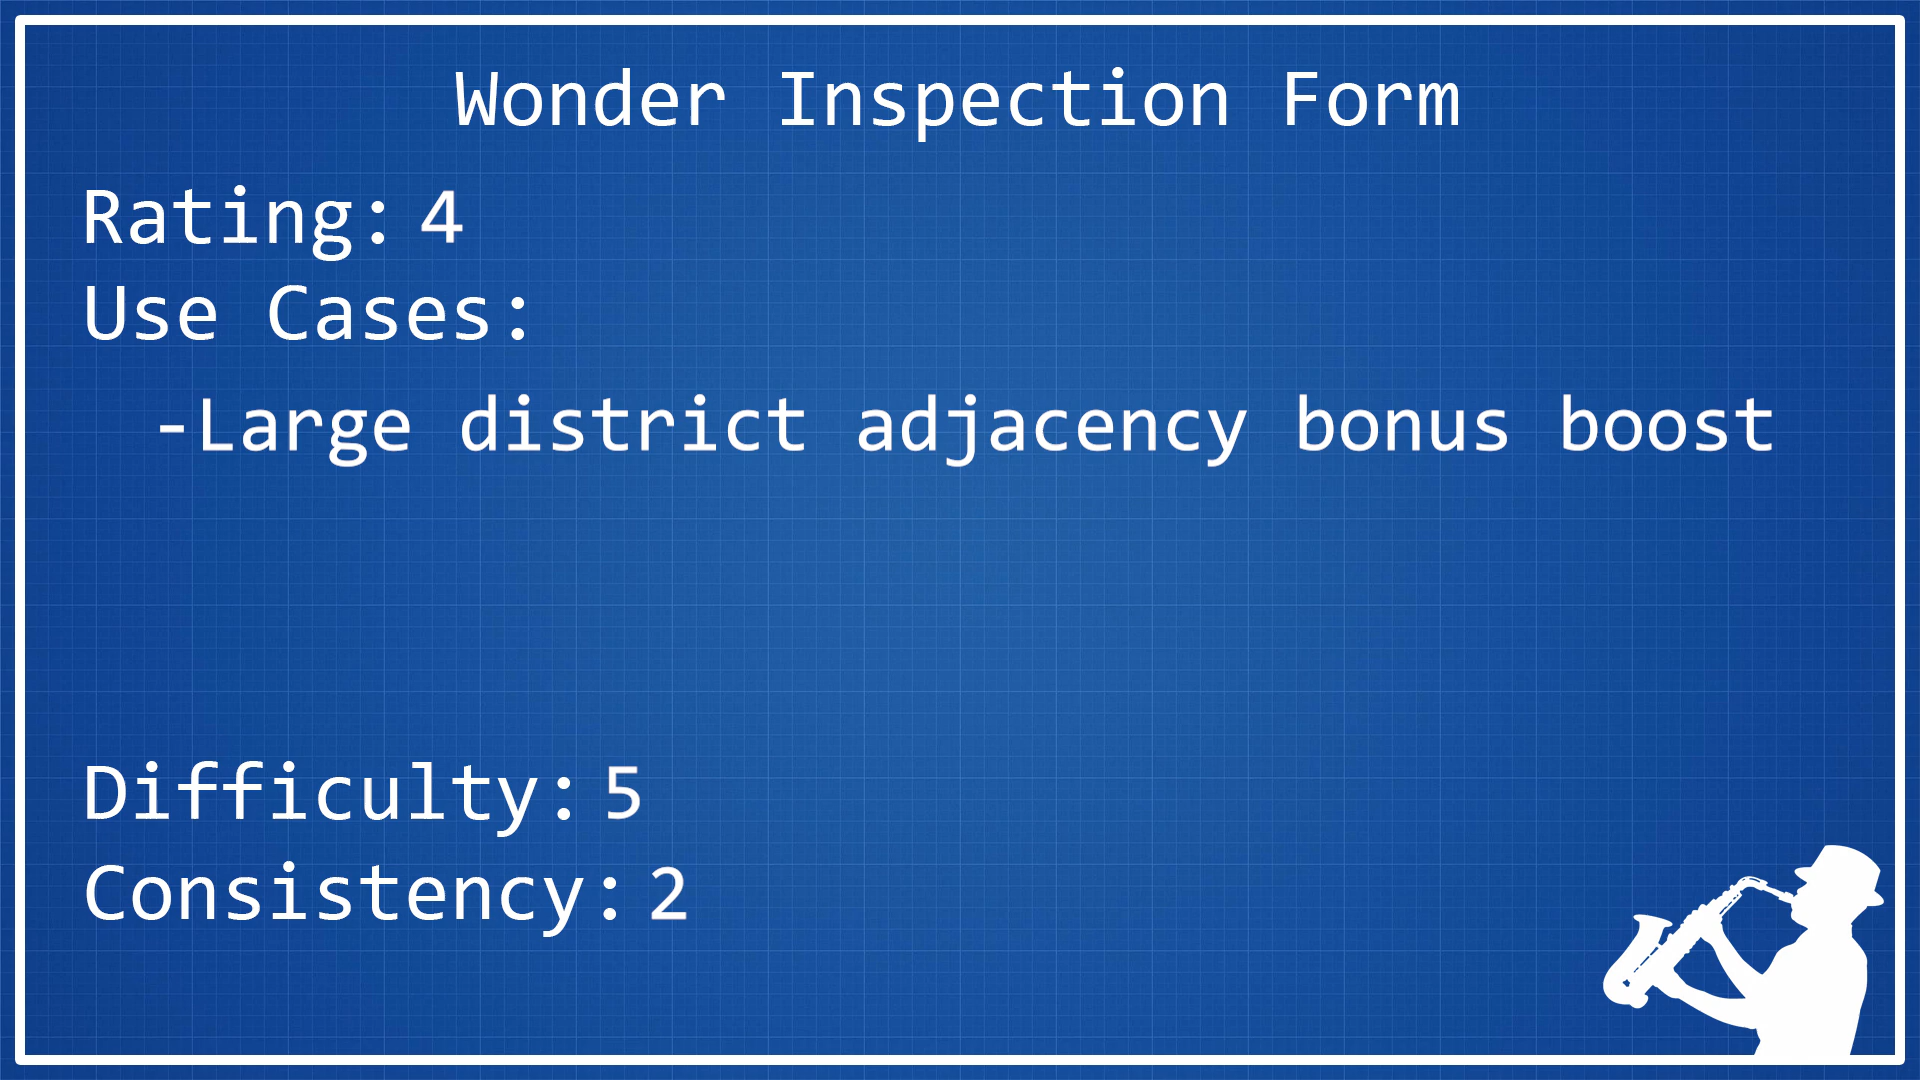 Wonder Inspection Form
Rating: 4
Use Cases:
-Large district adjacency bonus boost
Difficulty: 5
Consistency: 2